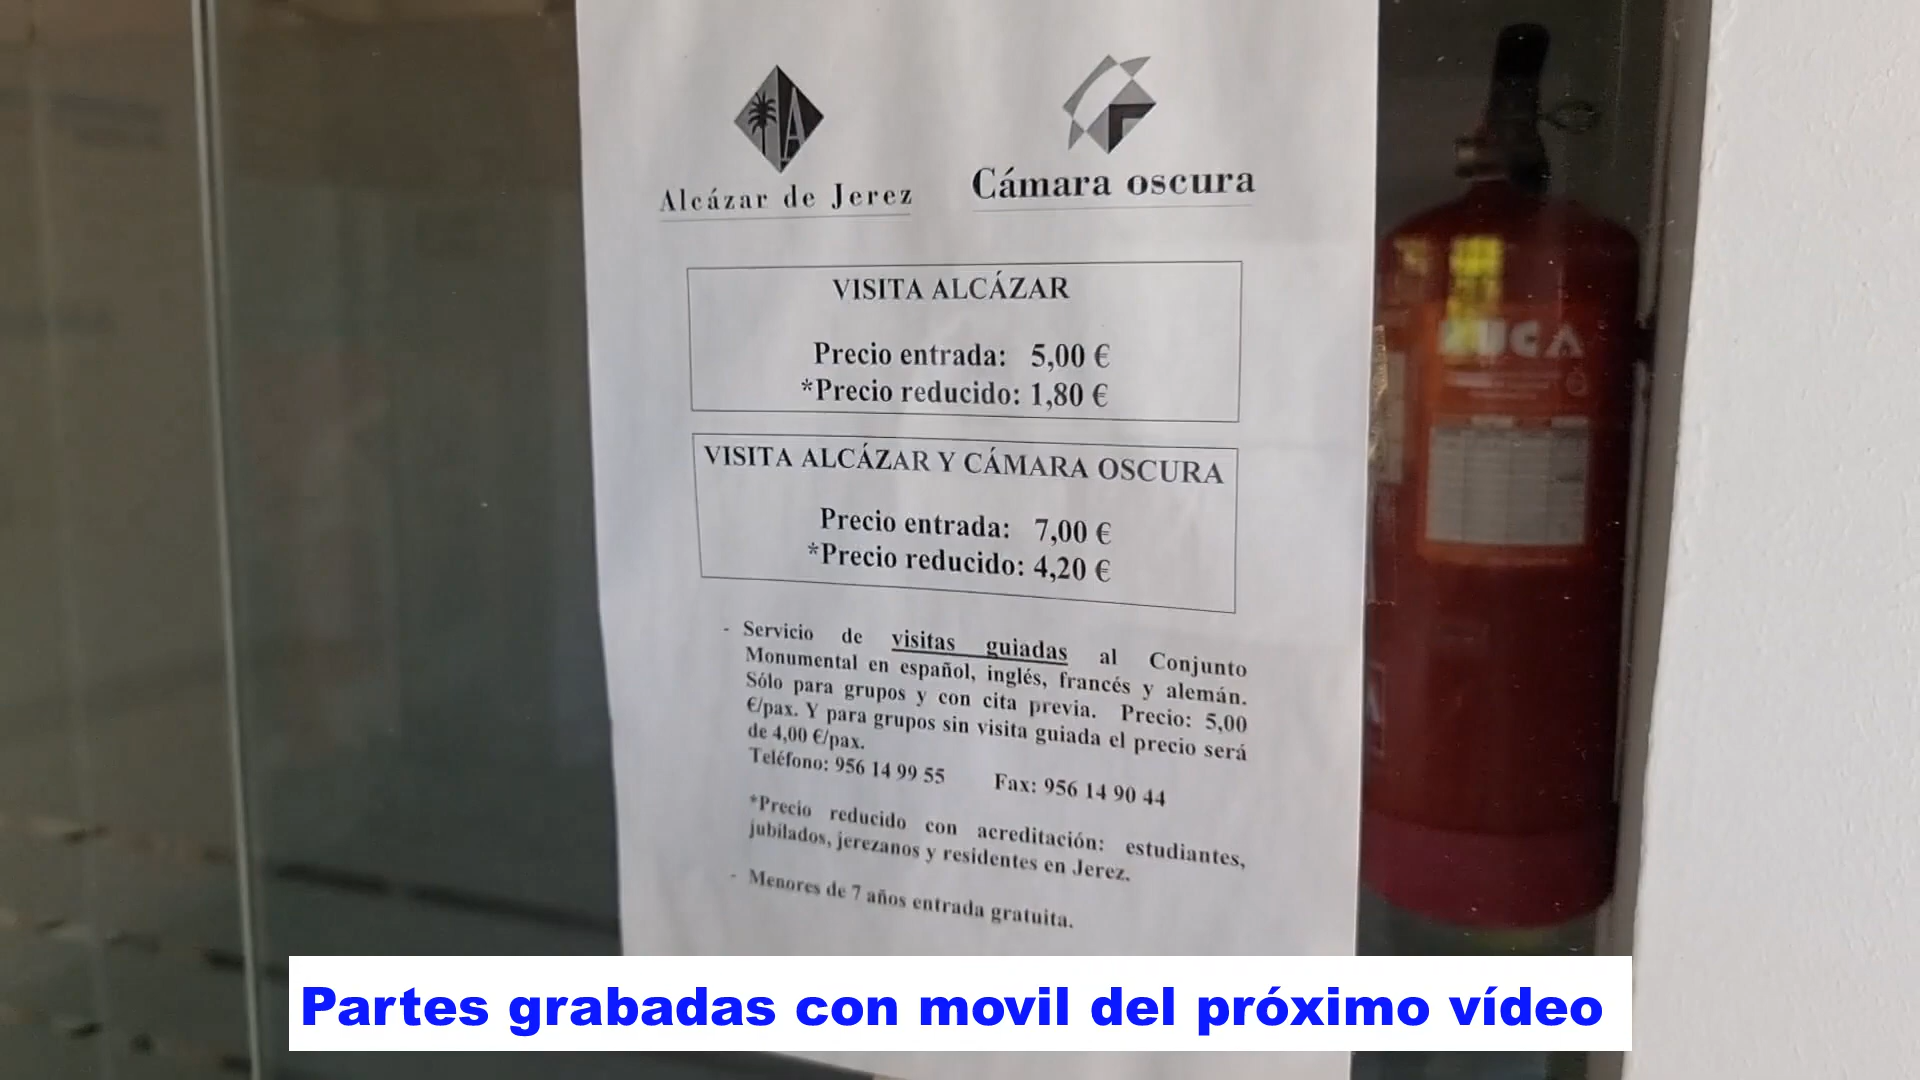 Alcázar de Jerez
Cámara oscura
VISITA ALCÁZAR
Precio entrada: 5,00 €
*Precio reducido: 1,80 €
VISITA ALCÁZAR Y CÁMARA OSCURA
Precio entrada: 7,00 €
*Precio reducido: 4,20 €
- Servicio de visitas guiadas al Conjunto
Monumental en español, inglés, francés y alemán.
Sólo para grupos y con cita previa. Precio: 5,00
€/pax. Y para grupos sin visita guiada el precio será
de 4,00 €/pax.
Teléfono: 956 14 99 55 Fax: 956 14 90 44
*Precio reducido con acreditación: estudiantes,
jubilados, jerezanos y residentes en Jerez.
- Menores de 7 años entrada gratuita.
Partes grabadas con movil del próximo vídeo